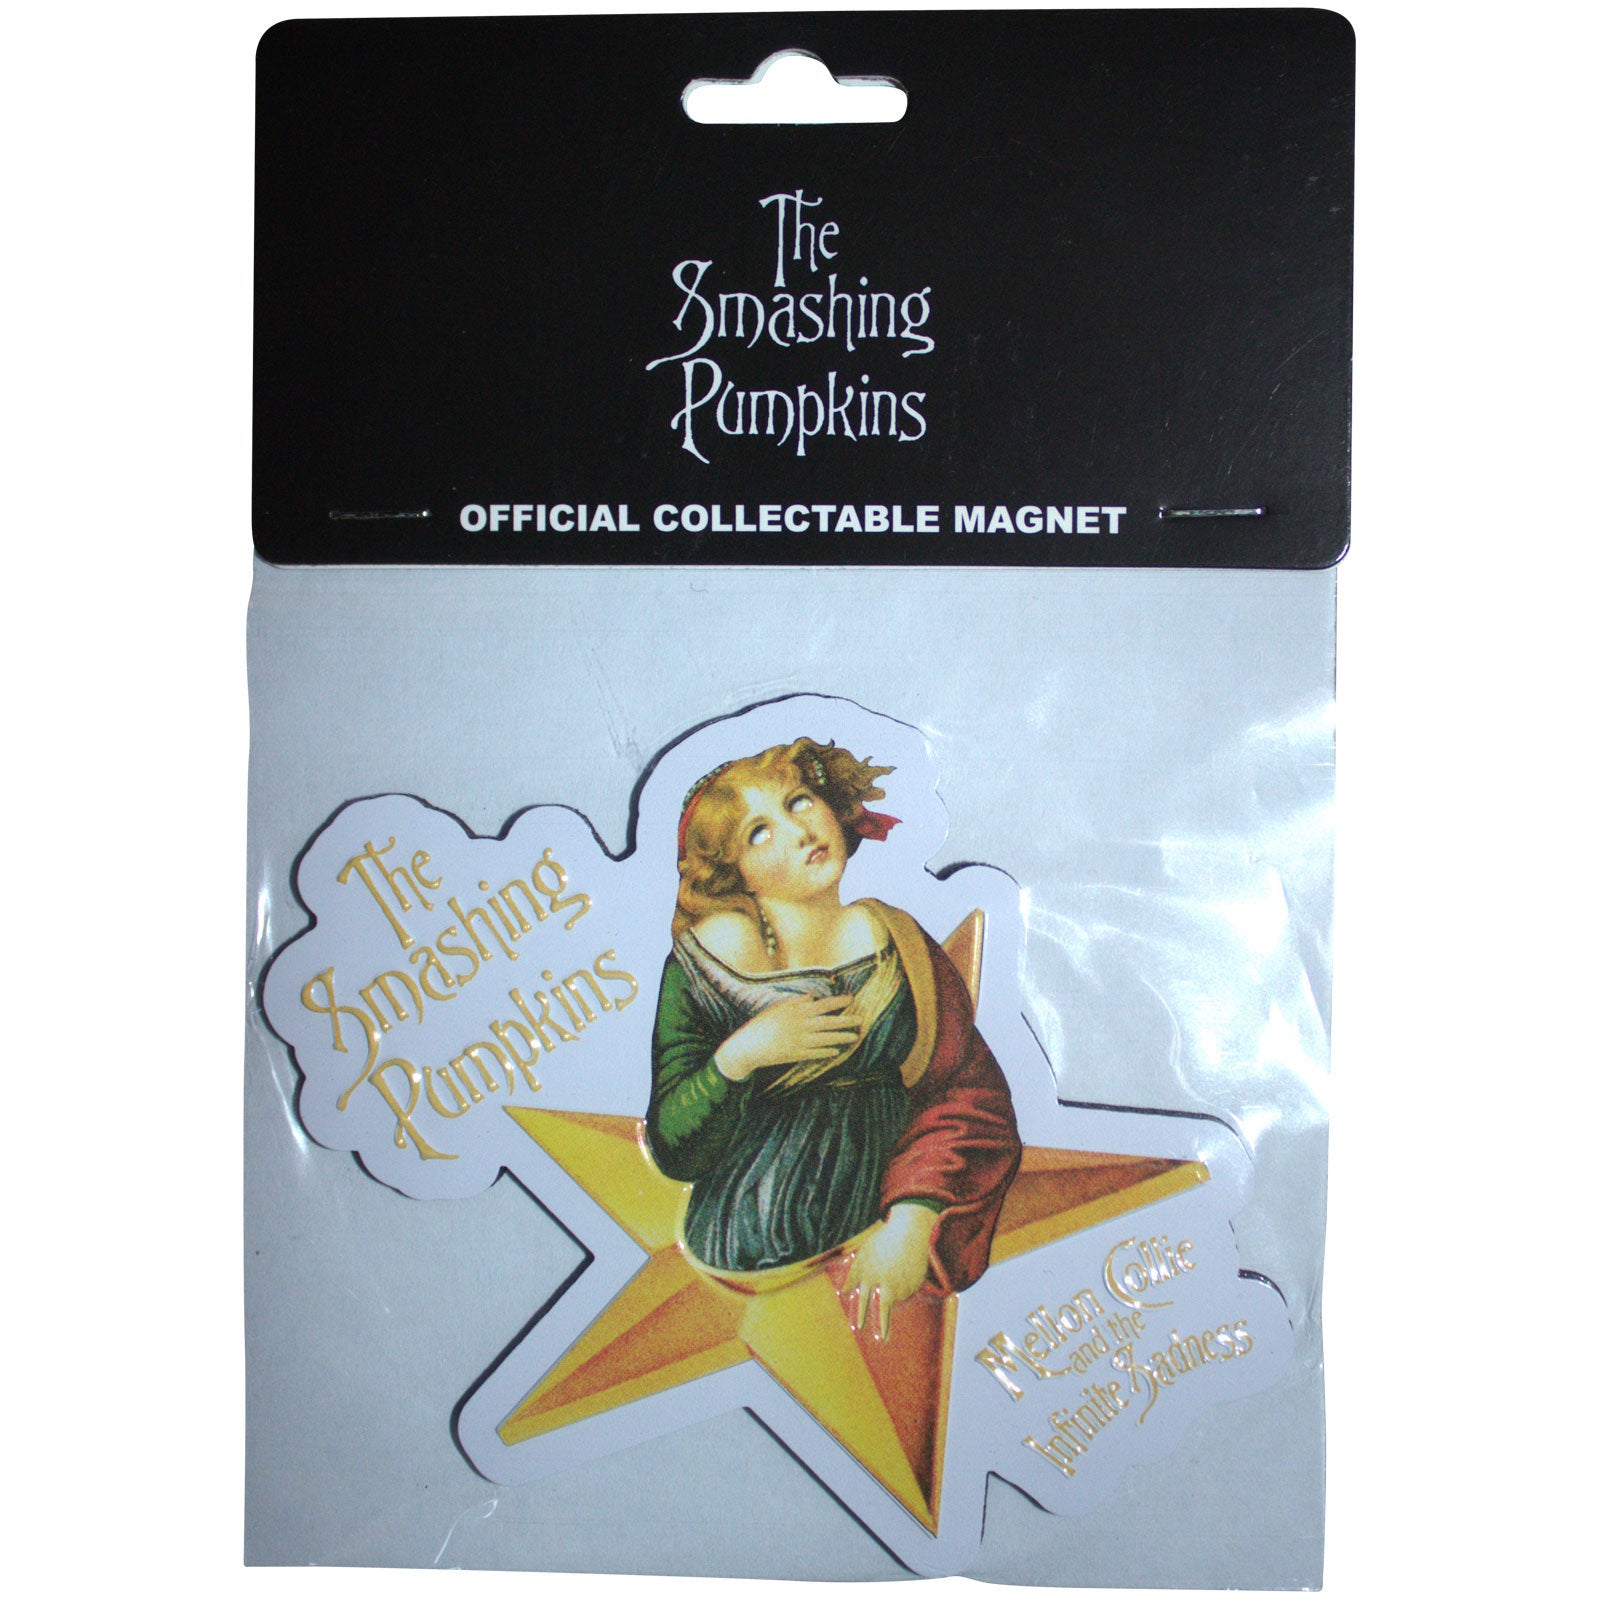 The
Smashing
Pumpkins
OFFICIAL COLLECTABLE MAGNET
The
Smashing
Pumpkins
Mellon Collie
and the
Infinite Sadness